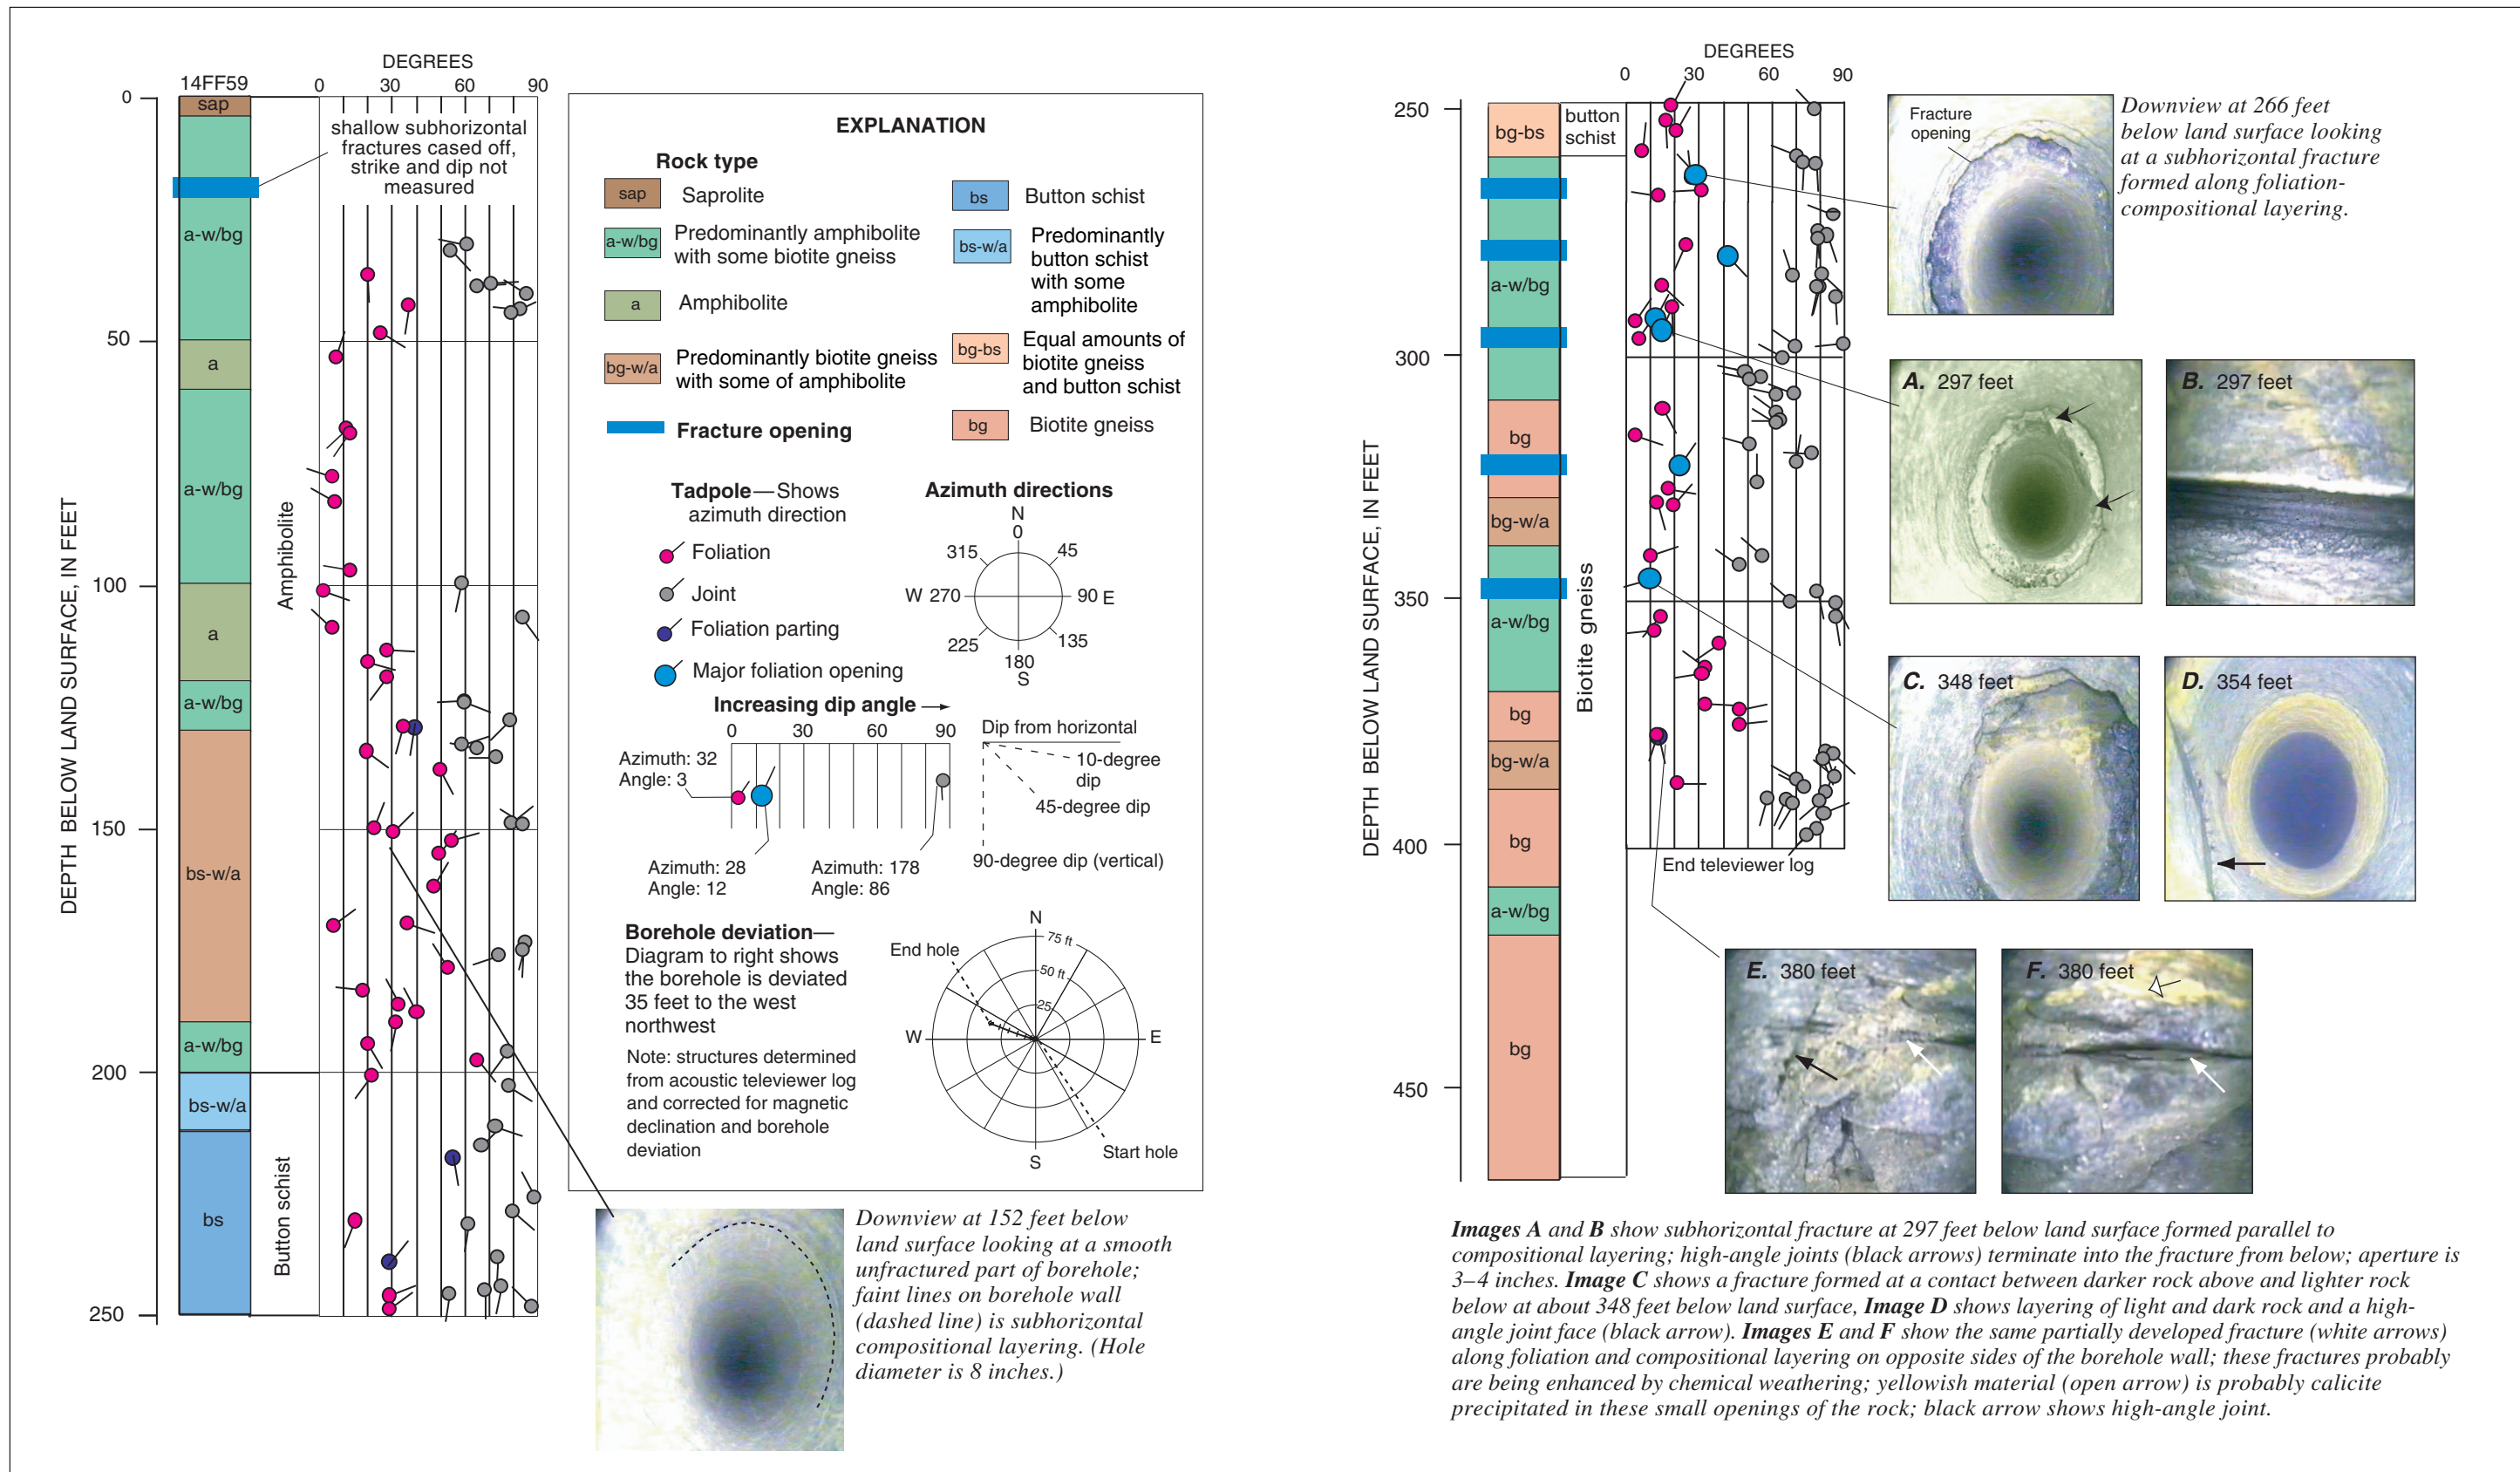 DEGREES
14FF59
0 30 60 90
0
50
100
150
200
250
DEPTH BELOW LAND SURFACE, IN FEET
sap
a-w/bg
a
a-w/bg
a
a-w/bg
bs-w/a
a-w/bg
bs-w/a
bs
Amphibolite
Button schist
shallow subhorizontal
fractures cased off,
strike and dip not
measured
EXPLANATION
Rock type
sap Saprolite
a-w/bg Predominantly amphibolite
with some biotite gneiss
a Amphibolite
bg-w/a Predominantly biotite gneiss
with some of amphibolite
Fracture opening
bs Button schist
bs-w/a Predominantly
button schist
with some
amphibolite
bg-bs Equal amounts of
biotite gneiss
and button schist
bg Biotite gneiss
Tadpole—Shows
azimuth direction
Foliation
Joint
Foliation parting
Major foliation opening
Azimuth directions
N
0
315 45
W 270 90 E
225 135
180
S
Increasing dip angle
0 30 60 90
Azimuth: 32
Angle: 3
Azimuth: 28
Angle: 12
Azimuth: 178
Angle: 86
Dip from horizontal
10-degree
dip
45-degree dip
90-degree dip (vertical)
Borehole deviation—
Diagram to right shows
the borehole is deviated
35 feet to the west
northwest
Note: structures determined
from acoustic televiewer log
and corrected for magnetic
declination and borehole
deviation
N
75 ft
50 ft
25
End hole
W E
Start hole
S
Downview at 152 feet below
land surface looking at a smooth
unfractured part of borehole;
faint lines on borehole wall
(dashed line) is subhorizontal
compositional layering. (Hole
diameter is 8 inches.)
DEGREES
0 30 60 90
250
300
350
400
450
DEPTH BELOW LAND SURFACE, IN FEET
bg-bs
a-w/bg
bg
bg-w/a
a-w/bg
bg
bg-w/a
bg
a-w/bg
bg
button
schist
Biotite gneiss
End televiewer log
Fracture
opening
Downview at 266 feet
below land surface looking
at a subhorizontal fracture
formed along foliation-
compositional layering.
A. 297 feet
B. 297 feet
C. 348 feet
D. 354 feet
E. 380 feet
F. 380 feet
Images A and B show subhorizontal fracture at 297 feet below land surface formed parallel to
compositional layering; high-angle joints (black arrows) terminate into the fracture from below; aperture is
3–4 inches. Image C shows a fracture formed at a contact between darker rock above and lighter rock
below at about 348 feet below land surface, Image D shows layering of light and dark rock and a high-
angle joint face (black arrow). Images E and F show the same partially developed fracture (white arrows)
along foliation and compositional layering on opposite sides of the borehole wall; these fractures probably
are being enhanced by chemical weathering; yellowish material (open arrow) is probably calicite
precipitated in these small openings of the rock; black arrow shows high-angle joint.